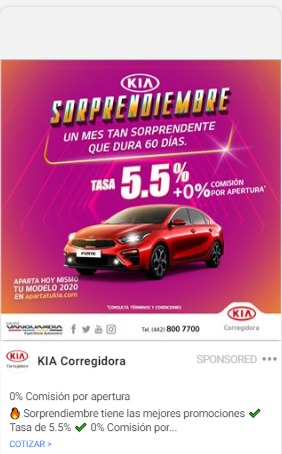 KIA
SORPRENDIEMBRE
UN MES TAN SORPRENDENTE
QUE DURA 60 DÍAS.
TASA 5.5% +0% COMISIÓN
POR APERTURA*
APARTA HOY MISMO
TU MODELO 2020
EN apartatukia.com
*CONSULTA TÉRMINOS Y CONDICIONES
KIA
Corregidora
VANGUARDIA
Tel. (442) 800 7700
KIA
Corregidora
KIA Corregidora
SPONSORED
0% Comisión por apertura
🔥 Sorprendiembre tiene las mejores promociones ✔
Tasa de 5.5% ✔ 0% Comisión por...
COTIZAR >